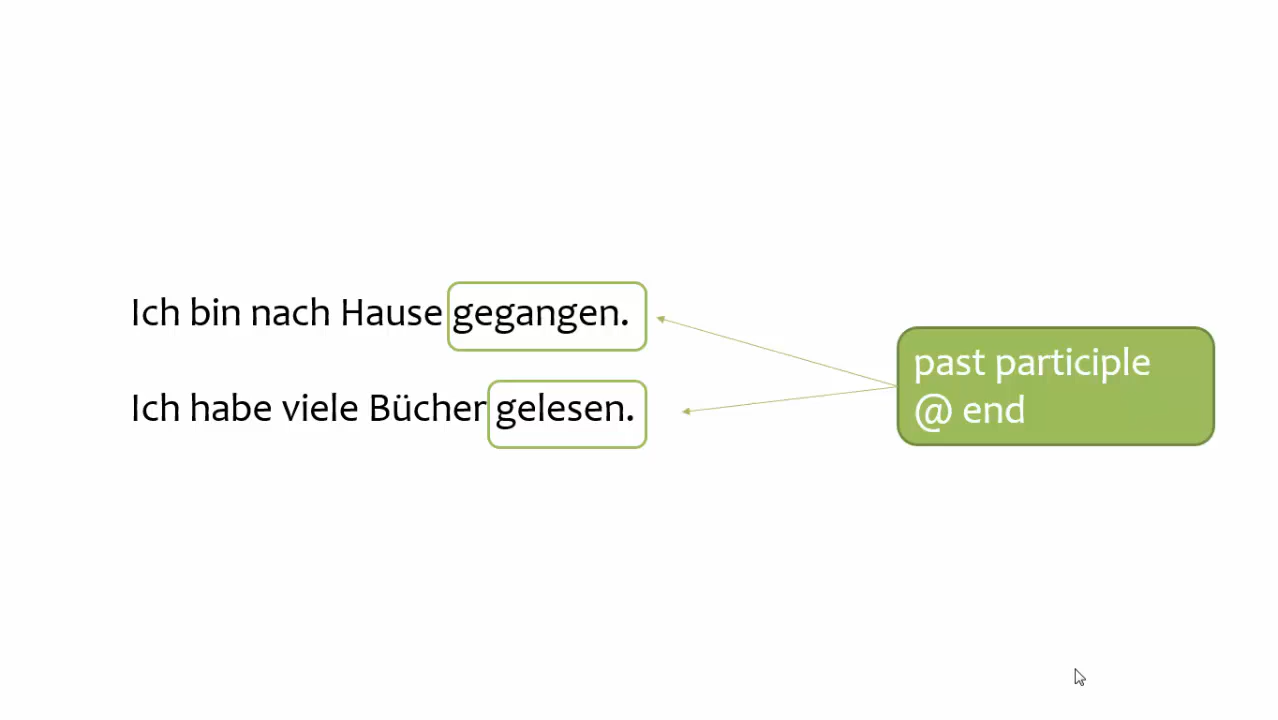 Ich bin nach Hause gegangen.
Ich habe viele Bücher gelesen.
past participle
@ end